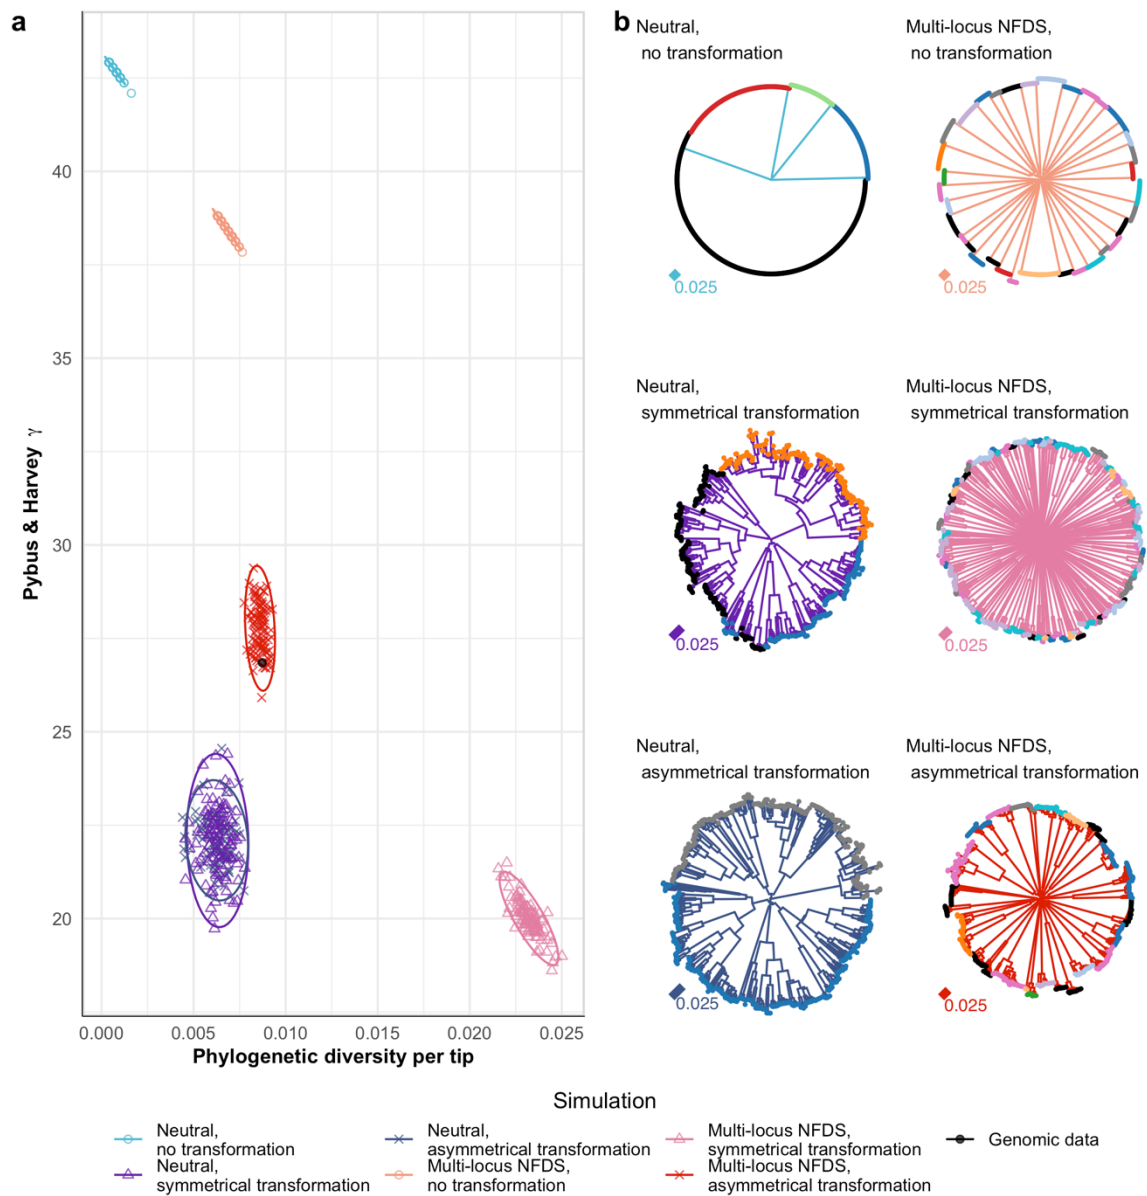 a
40
35
30
25
20
Pybus & Harvey γ
0.000 0.005 0.010 0.015 0.020 0.025
Phylogenetic diversity per tip
b
Neutral,
no transformation
0.025
Multi-locus NFDS,
no transformation
0.025
Neutral,
symmetrical transformation
0.025
Multi-locus NFDS,
symmetrical transformation
0.025
Neutral,
asymmetrical transformation
0.025
Multi-locus NFDS,
asymmetrical transformation
0.025
Simulation
Neutral,
no transformation
Neutral,
symmetrical transformation
Neutral,
asymmetrical transformation
Multi-locus NFDS,
no transformation
Multi-locus NFDS,
symmetrical transformation
Multi-locus NFDS,
asymmetrical transformation
Genomic data